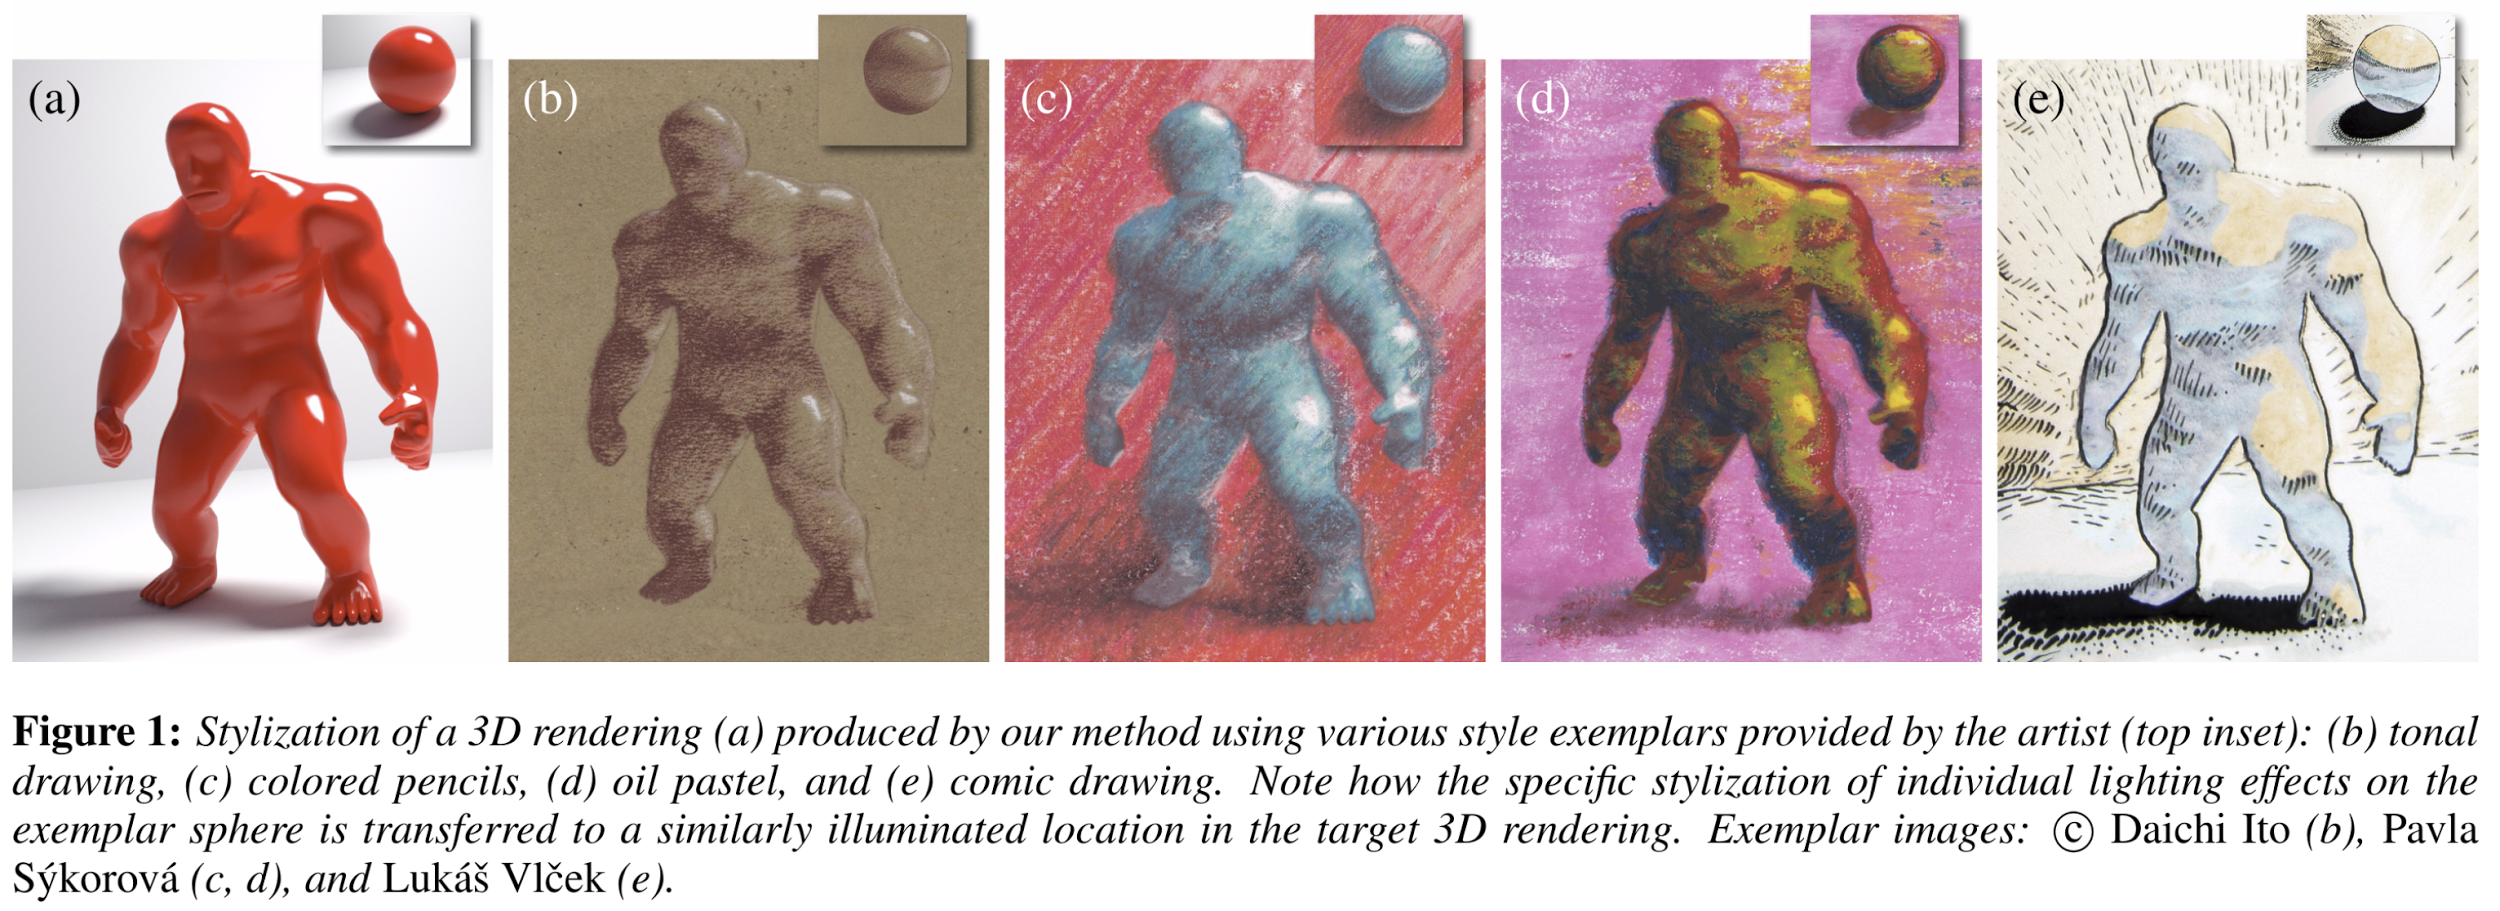 (a) (b) (c) (d) (e)
Figure 1: Stylization of a 3D rendering (a) produced by our method using various style exemplars provided by the artist (top inset): (b) tonal
drawing, (c) colored pencils, (d) oil pastel, and (e) comic drawing. Note how the specific stylization of individual lighting effects on the
exemplar sphere is transferred to a similarly illuminated location in the target 3D rendering. Exemplar images: © Daichi Ito (b), Pavla
Sýkorová (c, d), and Lukáš Vlček (e).